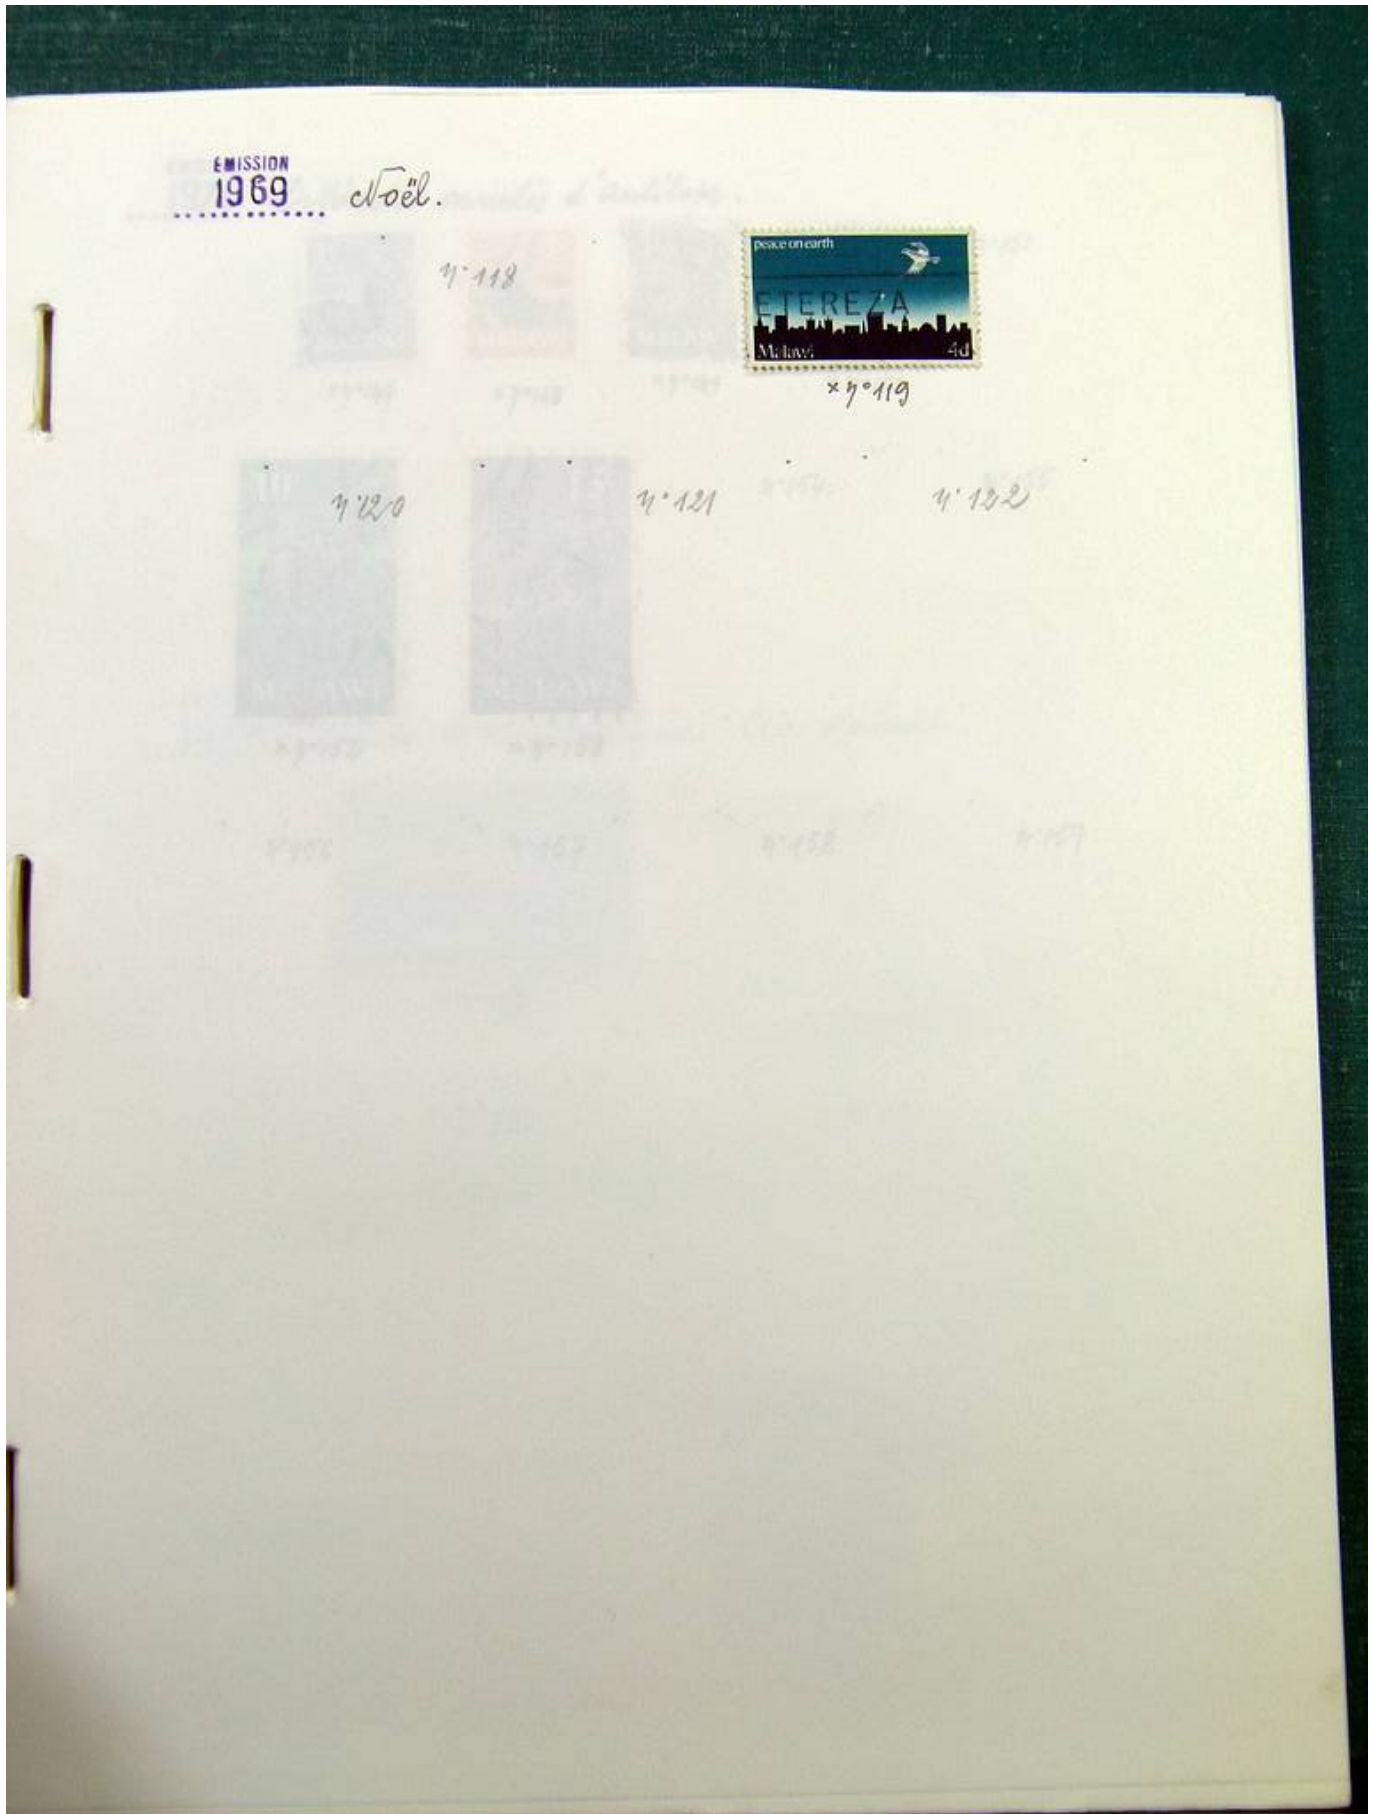 EMISSION
1969 Noël.
n° 118
peace on earth
ETEREZA
Malawi 4d
x n° 119
n° 120 n° 121 n° 122